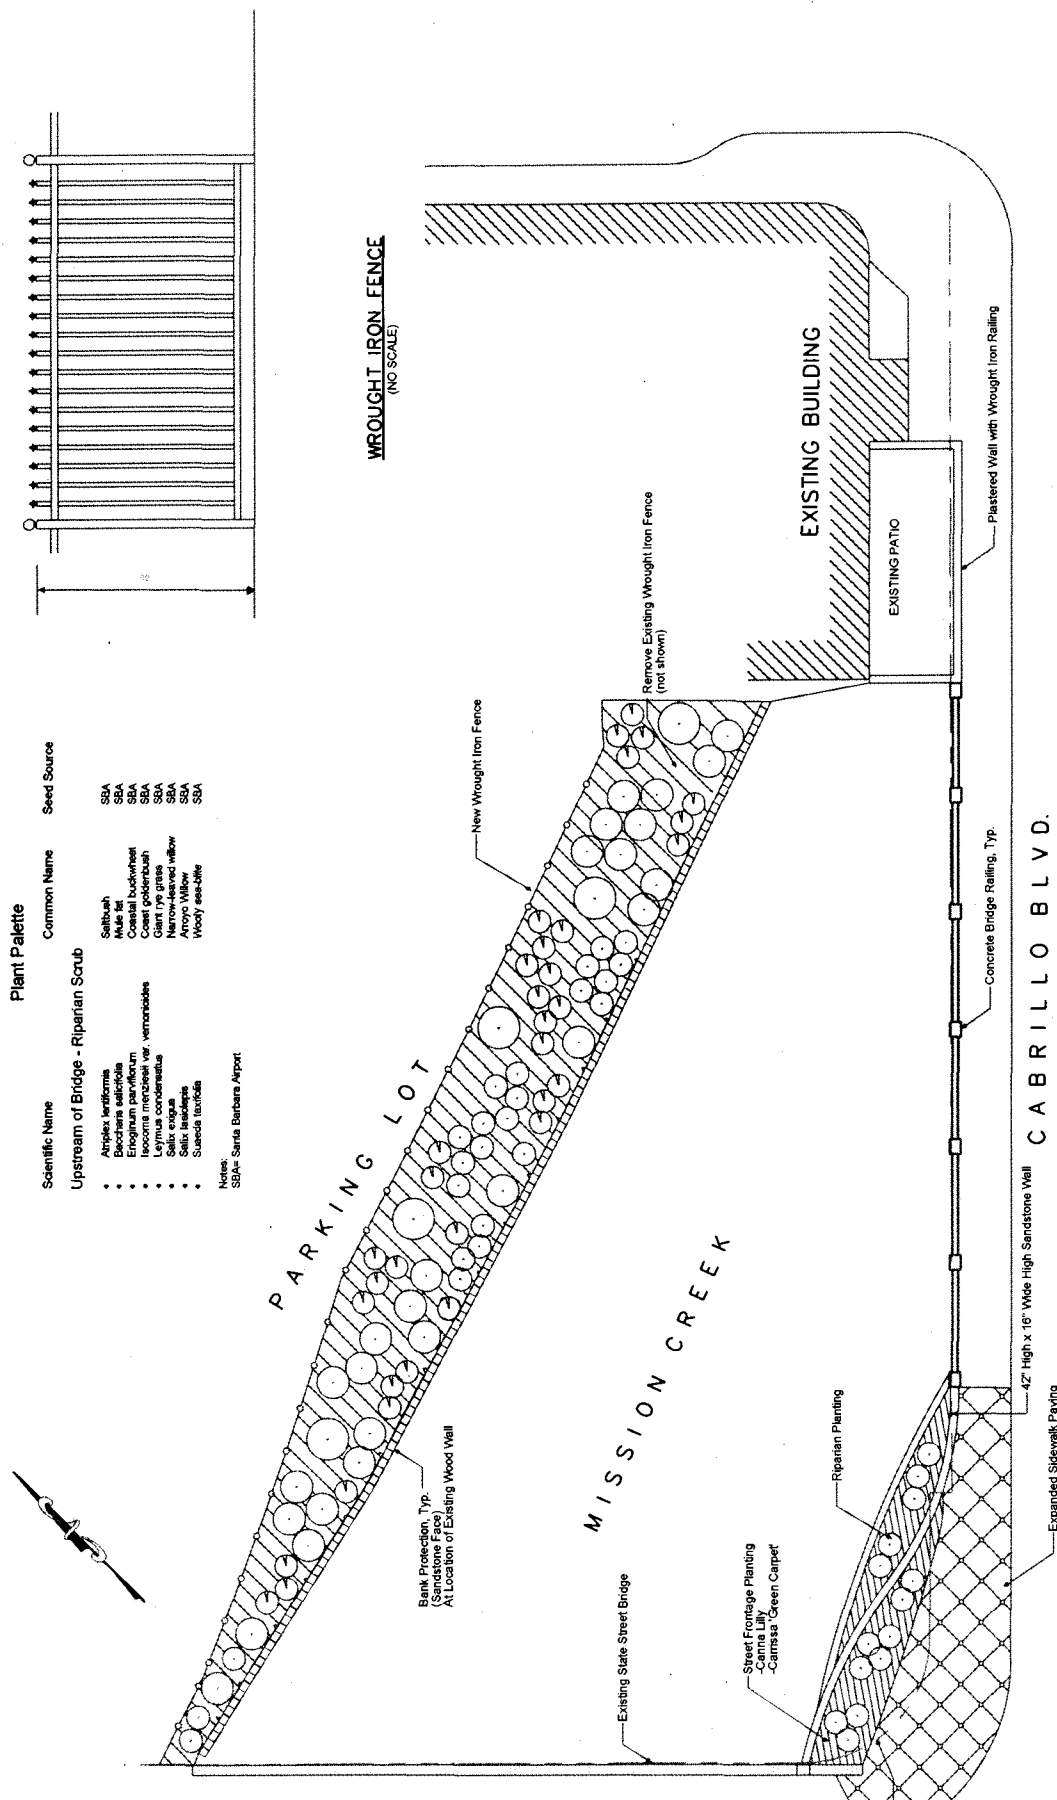 Plant Palette
Scientific Name Common Name Seed Source
Upstream of Bridge - Riparian Scrub
• Atriplex lentiformis Saltbush SBA
• Baccharis salicifolia Mule fat SBA
• Eriogìnum parviflorum Coastal buckwheet SBA
• Isocoma menziesii var. vernonioides Coast goldenbush SBA
• Leymus condensatus Giant rye grass SBA
• Salix exigua Narrow-leaved willow SBA
• Salix lasiolepis Arroyo Willow SBA
• Suaeda taxifolia Wooly sea-blite SBA
Notes:
SBA= Santa Barbara Airport
WROUGHT IRON FENCE
(NO SCALE)
PARKING LOT
New Wrought Iron Fence
Remove Existing Wrought Iron Fence
(not shown)
EXISTING BUILDING
EXISTING PATIO
Plastered Wall with Wrought Iron Railing
Bank Protection, Typ.
(Sandstone Face)
At Location of Existing Wood Wall
MISSION CREEK
Existing State Street Bridge
Street Frontage Planting
-Canna Lilly
-Carrissa 'Green Carpet'
Riparian Planting
Concrete Bridge Railing, Typ.
42" High x 16" Wide High Sandstone Wall
CABRILLO BLVD.
Expanded Sidewalk Paving